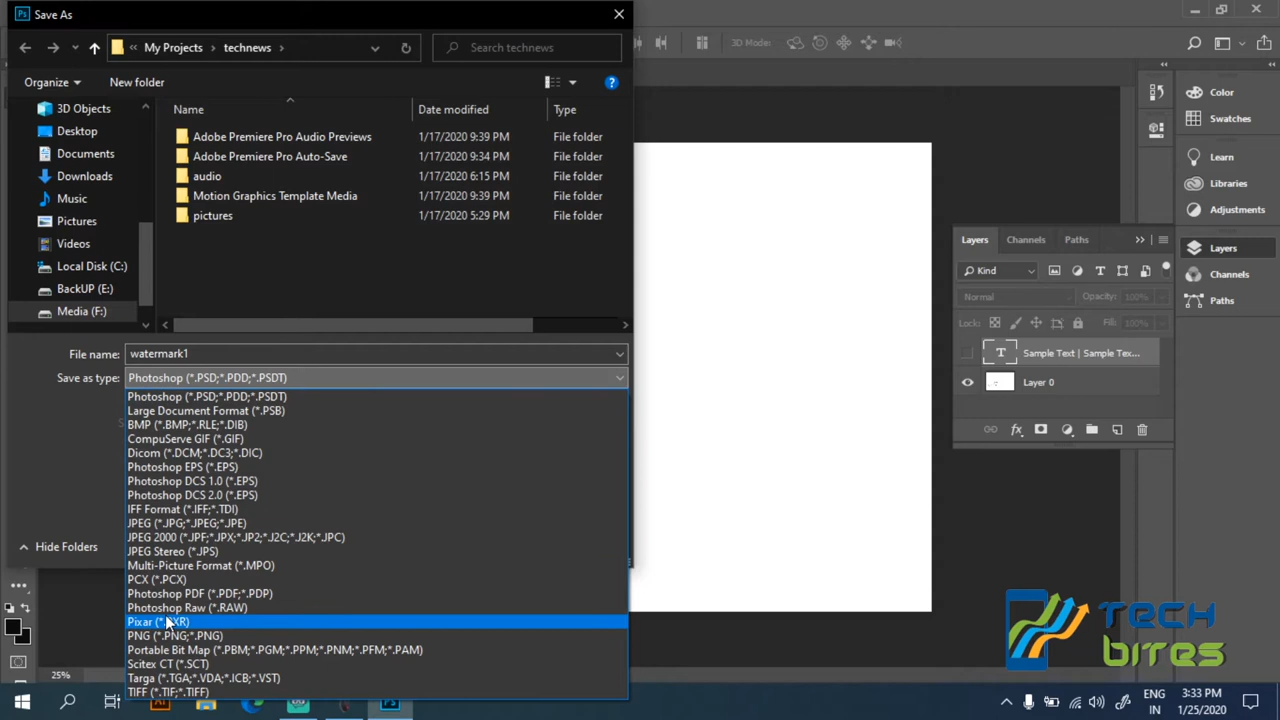 Save As
My Projects > technews >
Search technews
3D Mode:
Organize
New folder
Name
Date modified
Type
3D Objects
Desktop
Documents
Downloads
Music
Pictures
Videos
Local Disk (C:)
BackUP (E:)
Media (F:)
Adobe Premiere Pro Audio Previews 1/17/2020 9:39 PM File folder
Adobe Premiere Pro Auto-Save 1/17/2020 9:34 PM File folder
audio 1/17/2020 6:15 PM File folder
Motion Graphics Template Media 1/17/2020 9:39 PM File folder
pictures 1/17/2020 5:29 PM File folder
File name: watermark1
Save as type: Photoshop (*.PSD;*.PDD;*.PSDT)
Photoshop (*.PSD;*.PDD;*.PSDT)
Large Document Format (*.PSB)
BMP (*.BMP;*.RLE;*.DIB)
CompuServe GIF (*.GIF)
Dicom (*.DCM;*.DC3;*.DIC)
Photoshop EPS (*.EPS)
Photoshop DCS 1.0 (*.EPS)
Photoshop DCS 2.0 (*.EPS)
IFF Format (*.IFF;*.TDI)
JPEG (*.JPG;*.JPEG;*.JPE)
JPEG 2000 (*.JPF;*.JPX;*.JP2;*.J2C;*.J2K;*.JPC)
JPEG Stereo (*.JPS)
Multi-Picture Format (*.MPO)
PCX (*.PCX)
Photoshop PDF (*.PDF;*.PDP)
Photoshop Raw (*.RAW)
Pixar (*.PXR)
PNG (*.PNG;*.PNG)
Portable Bit Map (*.PBM;*.PGM;*.PPM;*.PNM;*.PFM;*.PAM)
Scitex CT (*.SCT)
Targa (*.TGA;*.VDA;*.ICB;*.VST)
TIFF (*.TIF;*.TIFF)
Hide Folders
Color
Swatches
Learn
Libraries
Adjustments
Layers
Channels
Paths
Layers Channels Paths
Kind
Normal Opacity: 100%
Lock: Fill: 100%
Sample Text | Sample Tex...
Layer 0
25%
TECH
BITES
ENG
IN
3:33 PM
1/25/2020